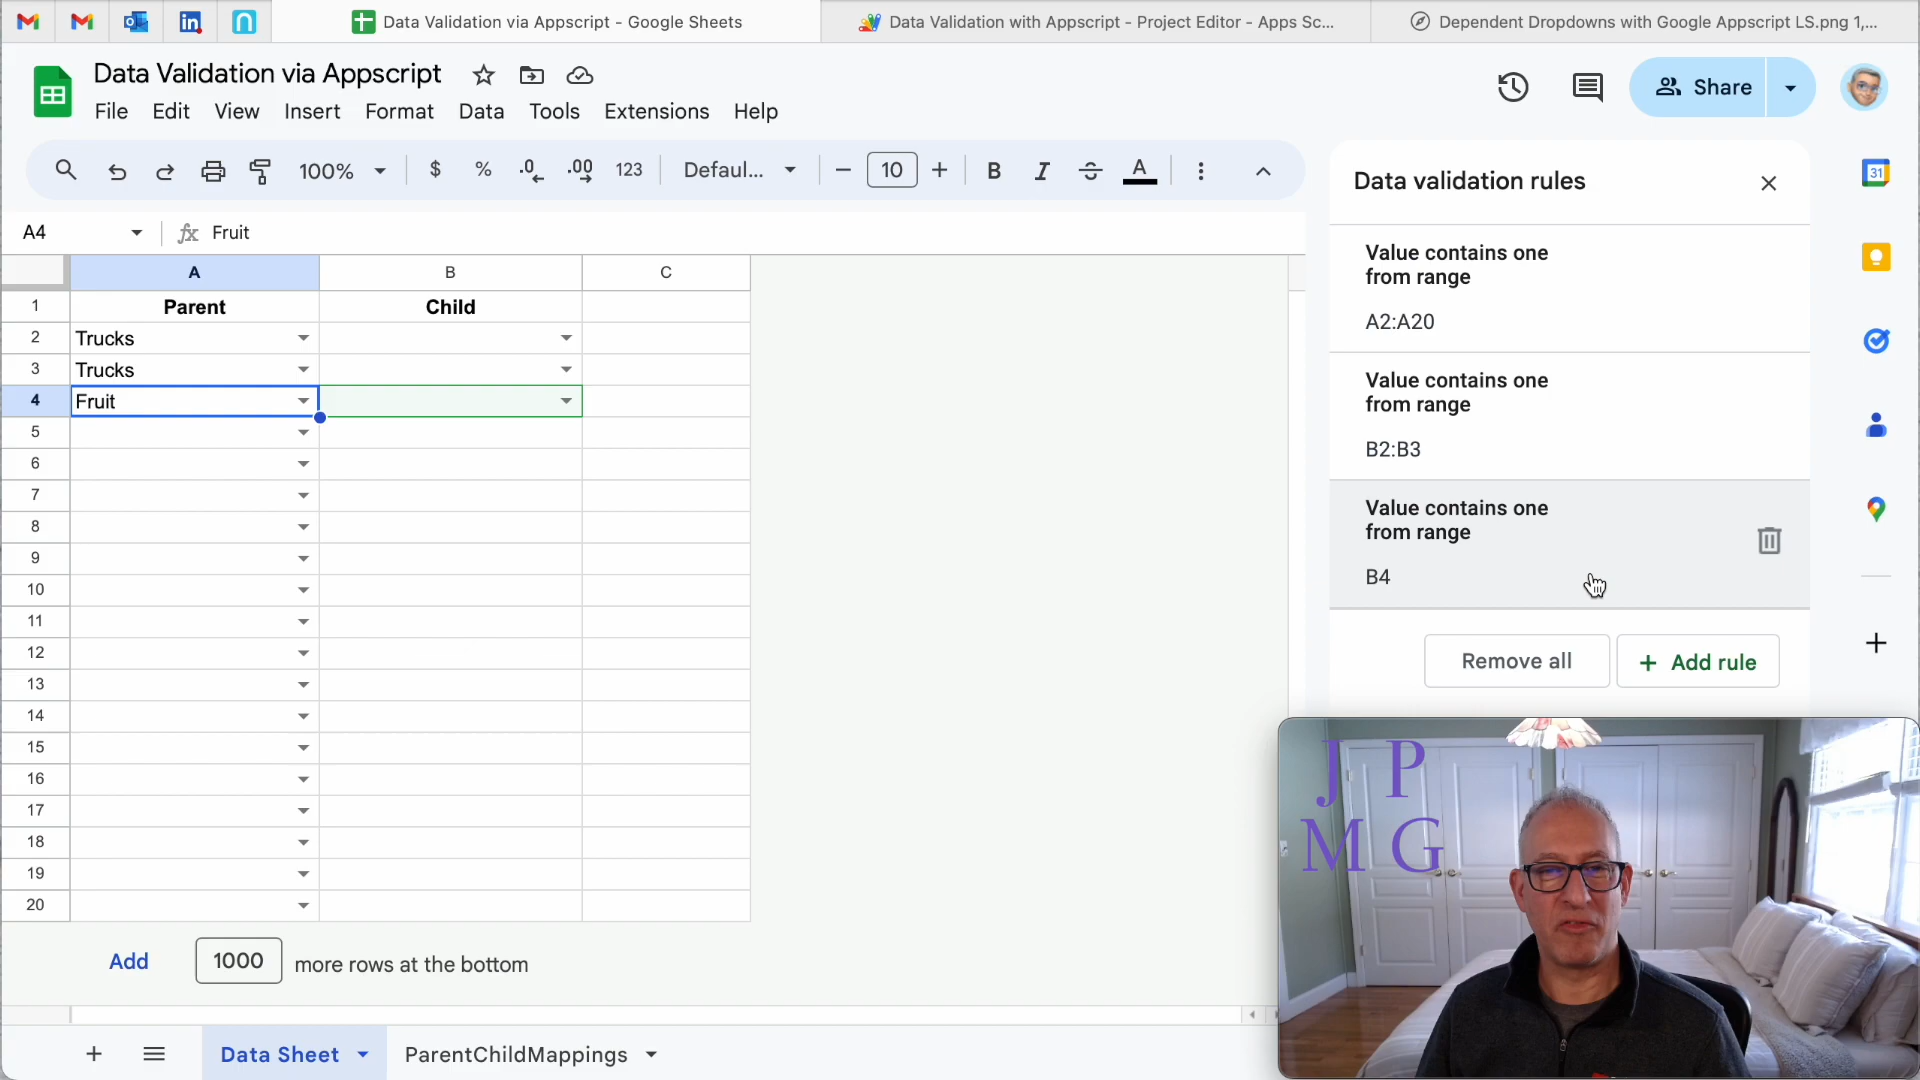 Data Validation via Appscript - Google Sheets
Data Validation with Appscript - Project Editor - Apps Sc...
Dependent Dropdowns with Google Appscript LS.png 1,...
Data Validation via Appscript
File Edit View Insert Format Data Tools Extensions Help
Share
100% $ % .0 .00 123 Defaul... 10 B I S A
A4 fx Fruit
A B C
1 Parent Child
2 Trucks
3 Trucks
4 Fruit
5
6
7
8
9
10
11
12
13
14
15
16
17
18
19
20
Add 1000 more rows at the bottom
Data Sheet ParentChildMappings
Data validation rules
Value contains one
from range
A2:A20
Value contains one
from range
B2:B3
Value contains one
from range
B4
Remove all
+ Add rule
31
J P
M G